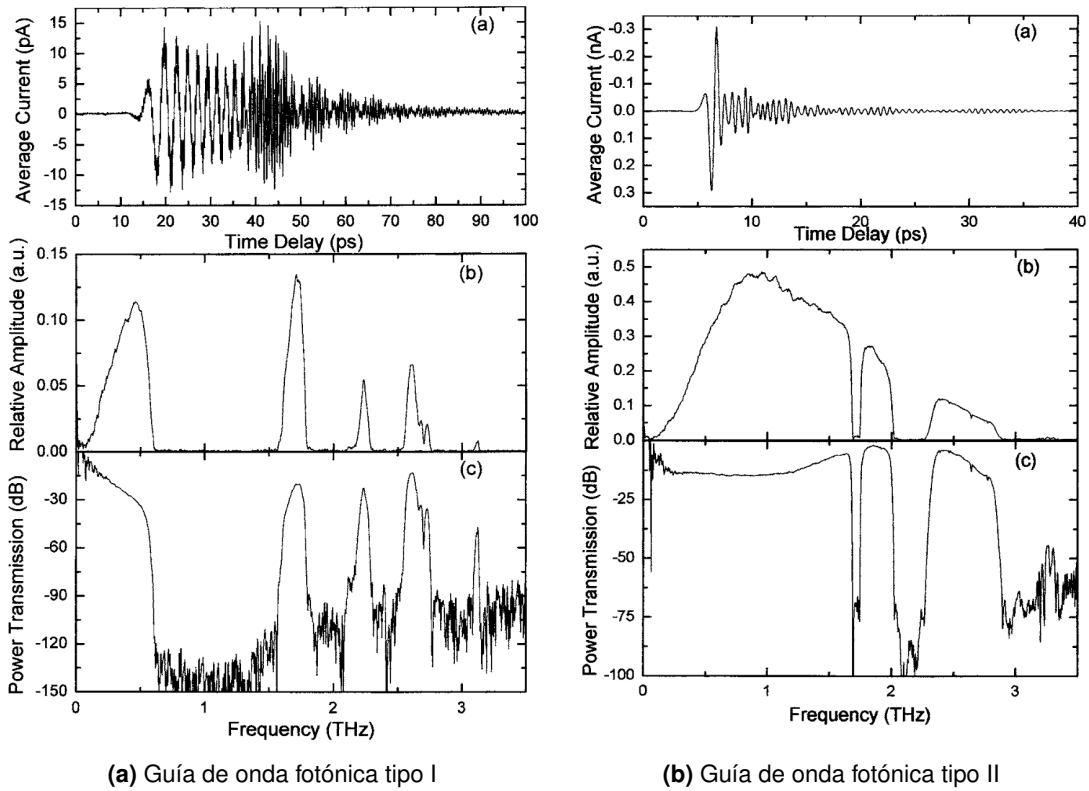 (a)
Average Current (pA)
15
10
5
0
-5
-10
-15
0 10 20 30 40 50 60 70 80 90 100
Time Delay (ps)
(b)
Relative Amplitude (a.u.)
0.15
0.10
0.05
0.00
(c)
Power Transmission (dB)
-30
-60
-90
-120
-150
0 1 2 3
Frequency (THz)
(a) Guía de onda fotónica tipo I
(a)
Average Current (nA)
-0.3
-0.2
-0.1
0.0
0.1
0.2
0.3
0 10 20 30 40
Time Delay (ps)
(b)
Relative Amplitude (a.u.)
0.5
0.4
0.3
0.2
0.1
0.0
(c)
Power Transmission (dB)
-25
-50
-75
-100
0 1 2 3
Frequency (THz)
(b) Guía de onda fotónica tipo II